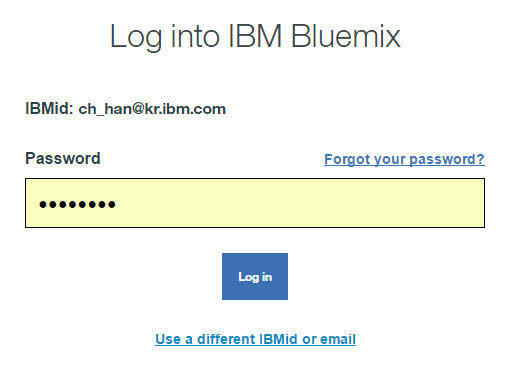 Log into IBM Bluemix
IBMid: ch_han@kr.ibm.com
Password Forgot your password?
••••••••
Log in
Use a different IBMid or email